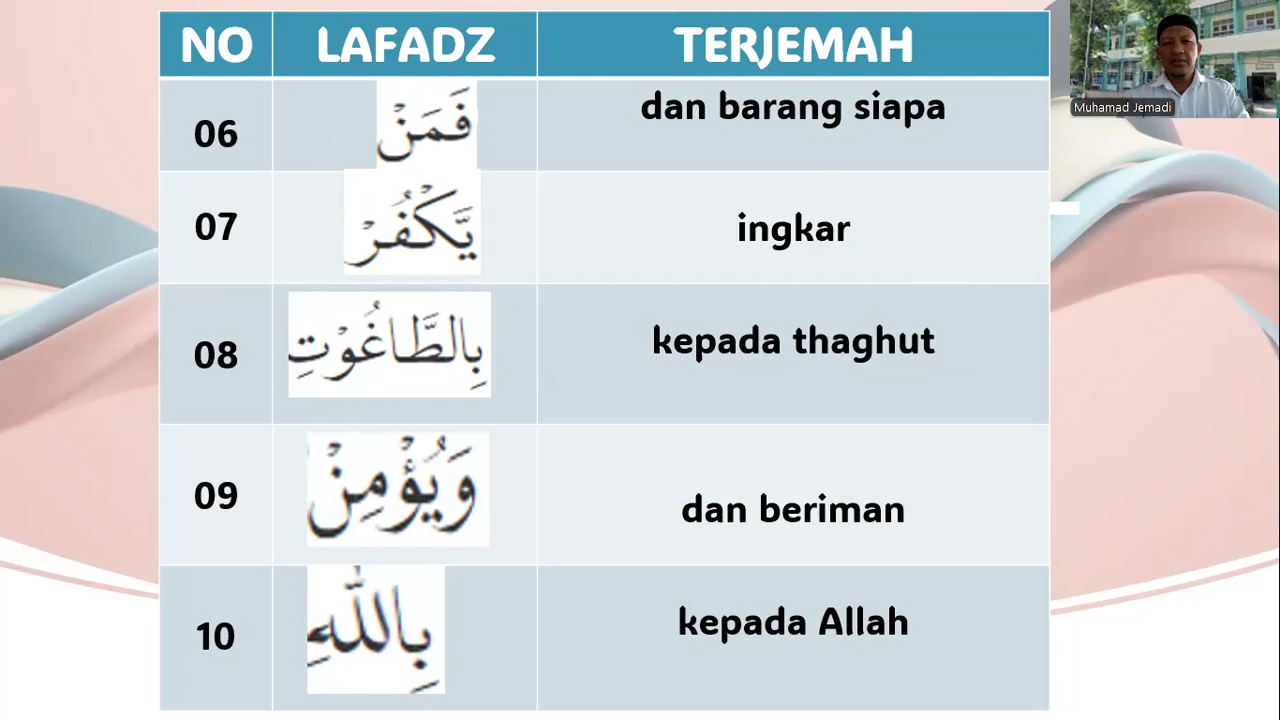 NO LAFADZ TERJEMAH
Muhamad Jemadi
06 فَمَنْ dan barang siapa
07 يَّكْفُرْ ingkar
08 بِالطَّاغُوْتِ kepada thaghut
09 وَيُؤْمِنْ dan beriman
10 بِاللّٰهِ kepada Allah